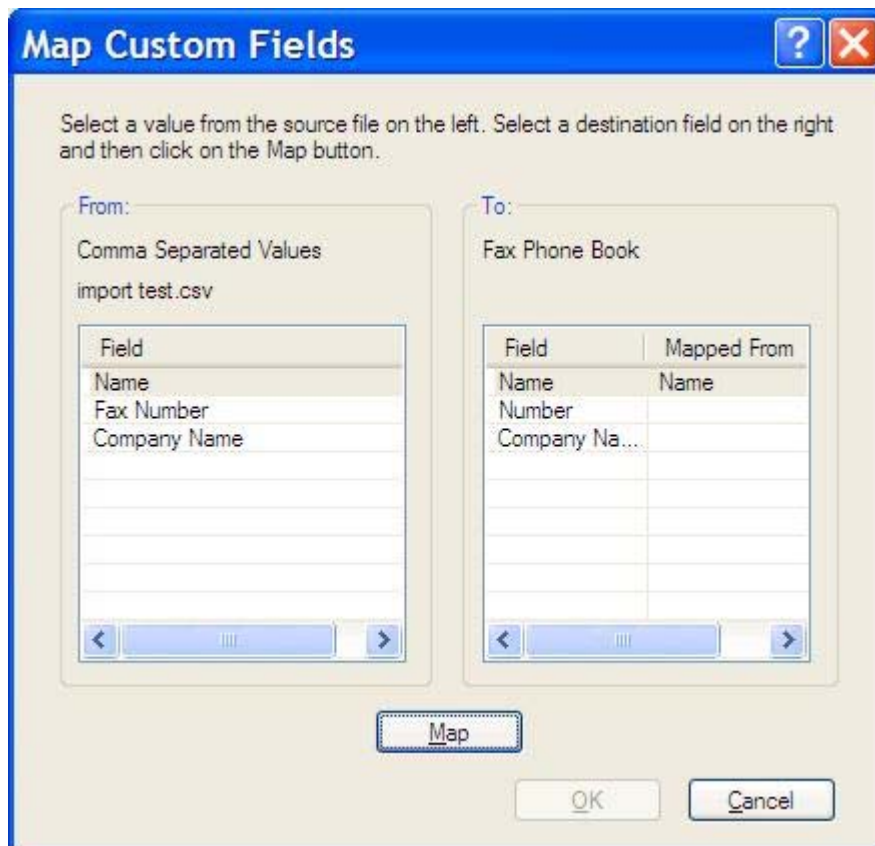 Map Custom Fields
Select a value from the source file on the left. Select a destination field on the right
and then click on the Map button.
From:
Comma Separated Values
import test.csv
Field
Name
Fax Number
Company Name
To:
Fax Phone Book
Field Mapped From
Name Name
Number
Company Na...
Map
OK Cancel